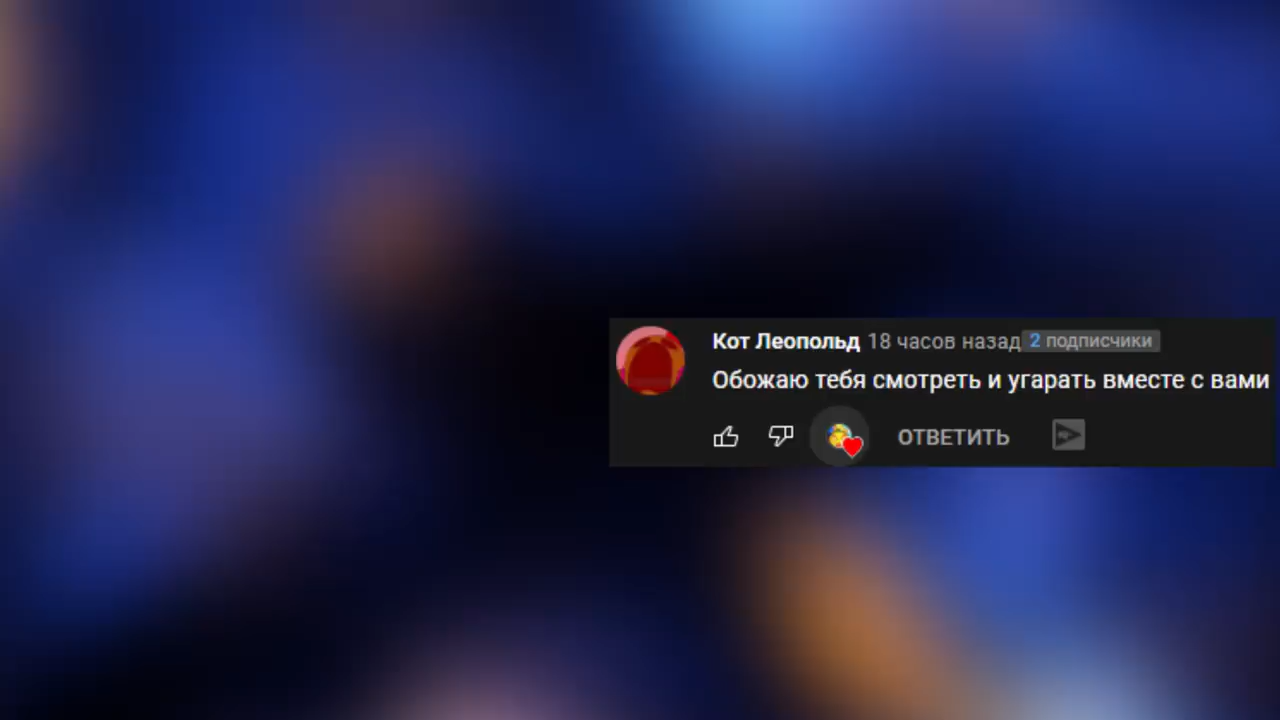 Кот Леопольд 18 часов назад 2 подписчики
Обожаю тебя смотреть и угарать вместе с вами
ОТВЕТИТЬ